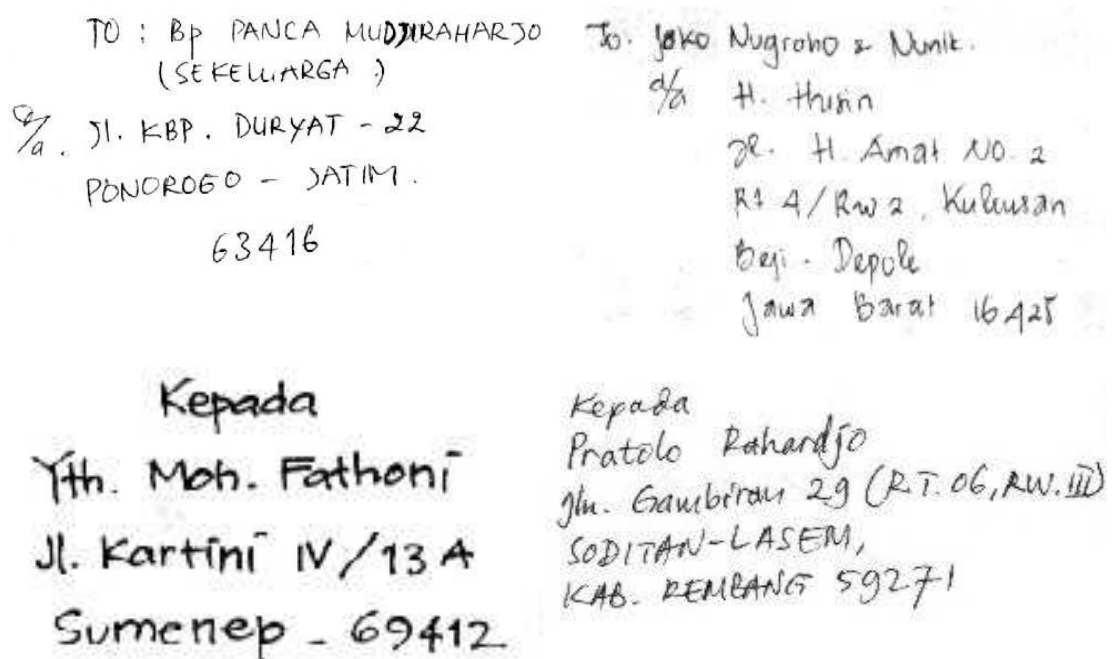 TO : Bp PANCA MUDJIRAHARJO
(SEKELUARGA)
d/a. Jl. KBP. DURYAT - 22
PONOROGO - JATIM.
63416
To. Joko Nugroho & Nunik.
d/a H. Husin
Jl. H. Amat No. 2
Rt 4/Rw 2, Kukusan
Beji - Depok
Jawa Barat 16425
Kepada
Yth. Moh. Fathoni
Jl. Kartini IV/13 A
Sumenep - 69412
Kepada
Pratolo Rahardjo
Jln. Gambiran 29 (R.T. 06, RW. III)
SODITAN-LASEM,
KAB. REMBANG 59271